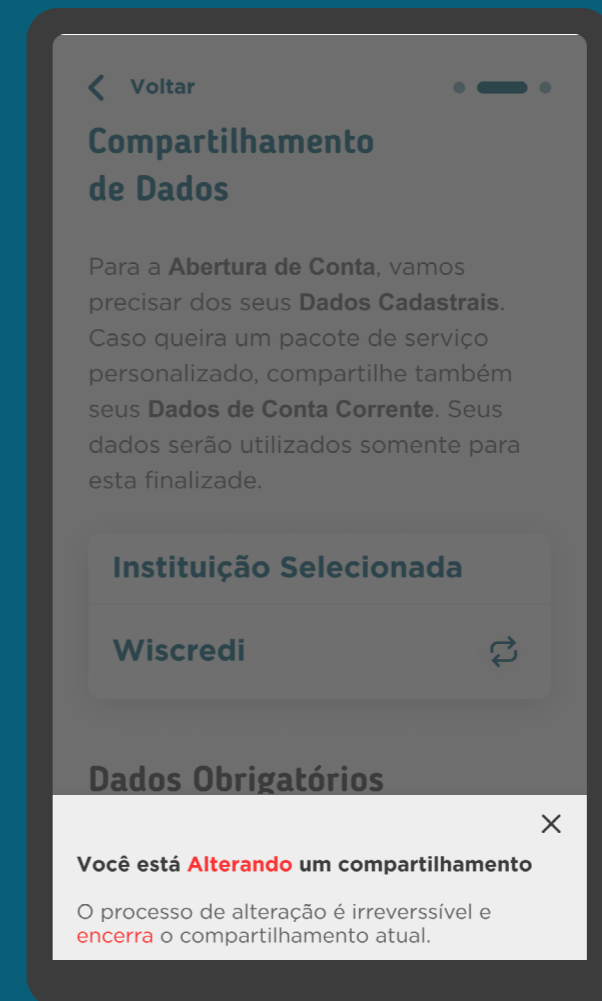 Voltar
Compartilhamento
de Dados
Para a Abertura de Conta, vamos
precisar dos seus Dados Cadastrais.
Caso queira um pacote de serviço
personalizado, compartilhe também
seus Dados de Conta Corrente. Seus
dados serão utilizados somente para
esta finalizade.
Instituição Selecionada
Wiscredi
Dados Obrigatórios
Você está Alterando um compartilhamento
O processo de alteração é irreverssível e
encerra o compartilhamento atual.